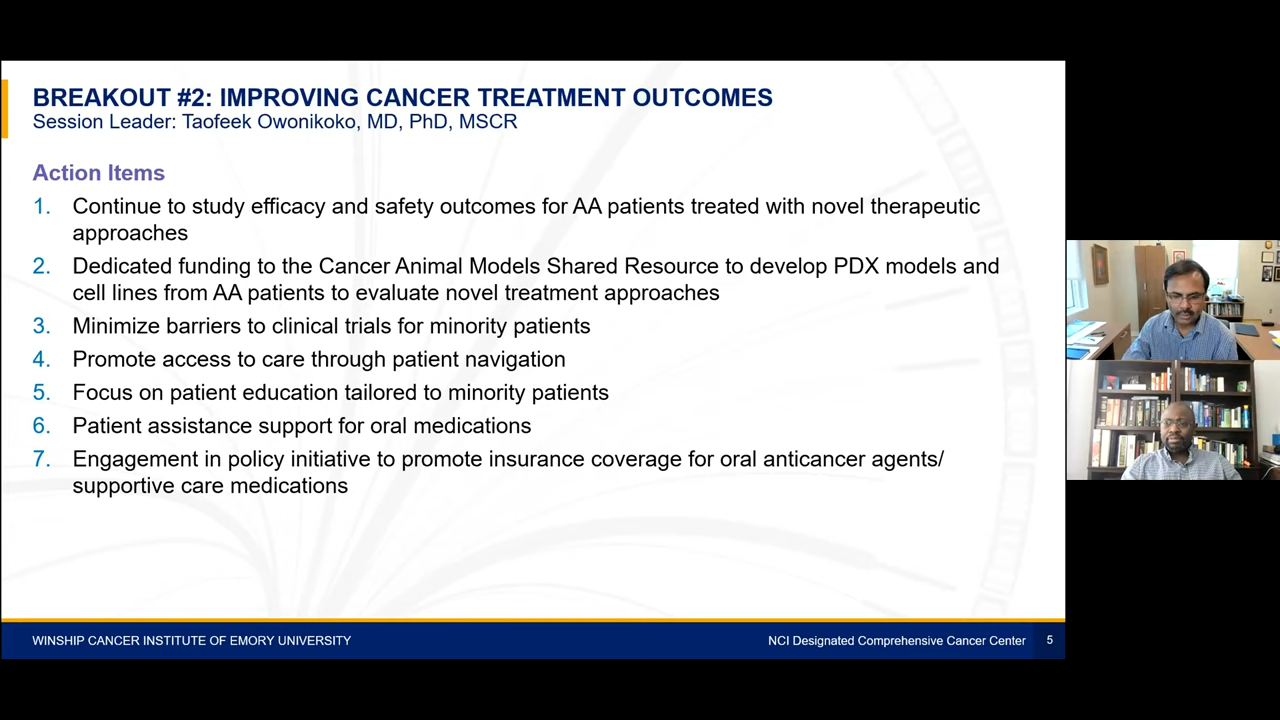 BREAKOUT #2: IMPROVING CANCER TREATMENT OUTCOMES
Session Leader: Taofeek Owonikoko, MD, PhD, MSCR
Action Items
1. Continue to study efficacy and safety outcomes for AA patients treated with novel therapeutic
approaches
2. Dedicated funding to the Cancer Animal Models Shared Resource to develop PDX models and
cell lines from AA patients to evaluate novel treatment approaches
3. Minimize barriers to clinical trials for minority patients
4. Promote access to care through patient navigation
5. Focus on patient education tailored to minority patients
6. Patient assistance support for oral medications
7. Engagement in policy initiative to promote insurance coverage for oral anticancer agents/
supportive care medications
WINSHIP CANCER INSTITUTE OF EMORY UNIVERSITY
NCI Designated Comprehensive Cancer Center 5